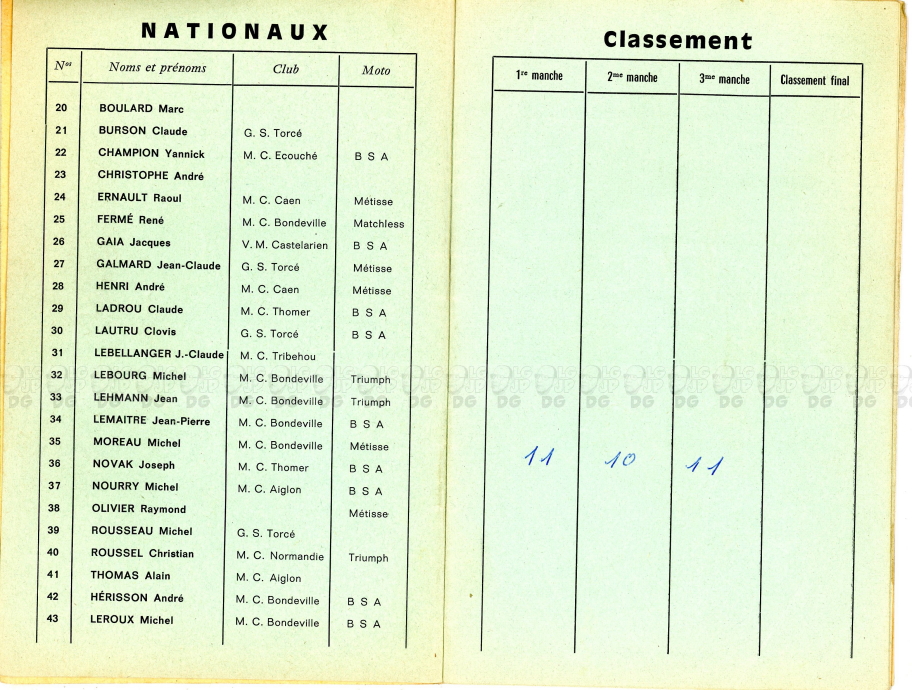 NATIONAUX
Nos Noms et prénoms Club Moto
20 BOULARD Marc
21 BURSON Claude G. S. Torcé
22 CHAMPION Yannick M. C. Ecouché B S A
23 CHRISTOPHE André
24 ERNAULT Raoul M. C. Caen Métisse
25 FERMÉ René M. C. Bondeville Matchless
26 GAIA Jacques V. M. Castelarien B S A
27 GALMARD Jean-Claude G. S. Torcé Métisse
28 HENRI André M. C. Caen Métisse
29 LADROU Claude M. C. Thomer B S A
30 LAUTRU Clovis G. S. Torcé B S A
31 LEBELLANGER J.-Claude M. C. Tribehou
32 LEBOURG Michel M. C. Bondeville Triumph
33 LEHMANN Jean M. C. Bondeville Triumph
34 LEMAITRE Jean-Pierre M. C. Bondeville B S A
35 MOREAU Michel M. C. Bondeville Métisse
36 NOVAK Joseph M. C. Thomer B S A
37 NOURRY Michel M. C. Aiglon B S A
38 OLIVIER Raymond Métisse
39 ROUSSEAU Michel G. S. Torcé
40 ROUSSEL Christian M. C. Normandie Triumph
41 THOMAS Alain M. C. Aiglon
42 HÉRISSON André M. C. Bondeville B S A
43 LEROUX Michel M. C. Bondeville B S A
Classement
1re manche 2me manche 3me manche Classement final
11 10 11